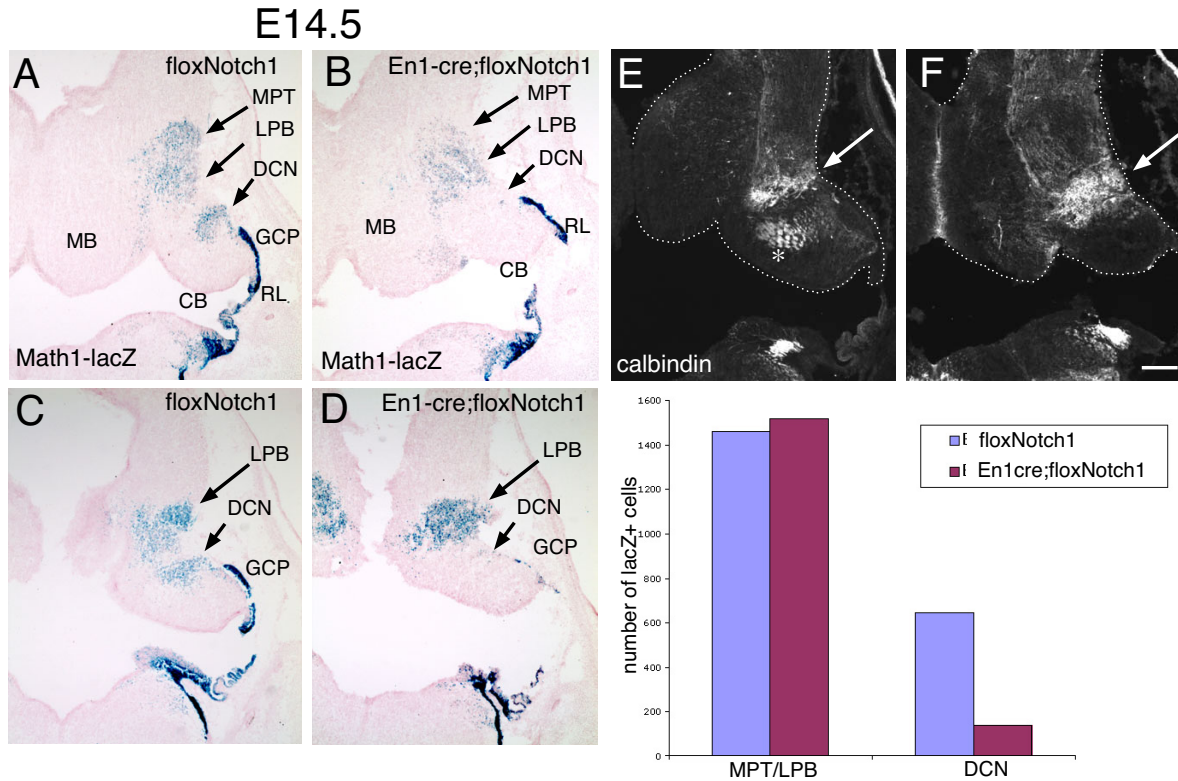 E14.5
A
floxNotch1
MPT
LPB
DCN
GCP
MB
CB
RL
Math1-lacZ
B
En1-cre;floxNotch1
MPT
LPB
DCN
RL
MB
CB
Math1-lacZ
E
*
calbindin
F
C
floxNotch1
LPB
DCN
GCP
D
En1-cre;floxNotch1
LPB
DCN
GCP
number of lacZ+ cells
1600
1400
1200
1000
800
600
400
200
0
MPT/LPB
DCN
floxNotch1
En1cre;floxNotch1